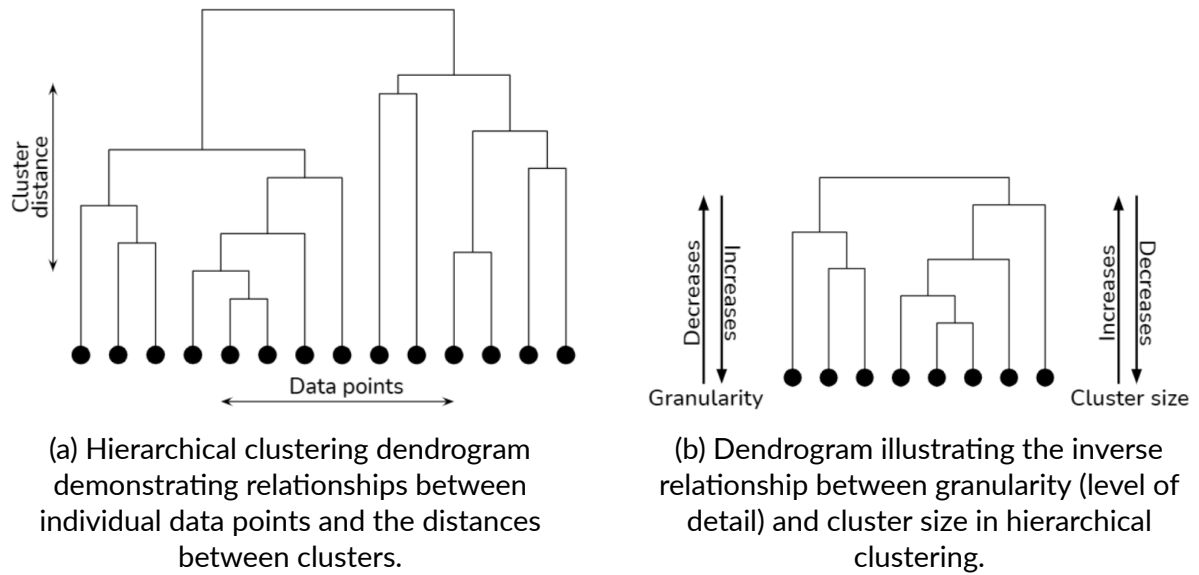 Cluster
distance
Data points
(a) Hierarchical clustering dendrogram
demonstrating relationships between
individual data points and the distances
between clusters.
Decreases
Increases
Granularity
Increases
Decreases
Cluster size
(b) Dendrogram illustrating the inverse
relationship between granularity (level of
detail) and cluster size in hierarchical
clustering.